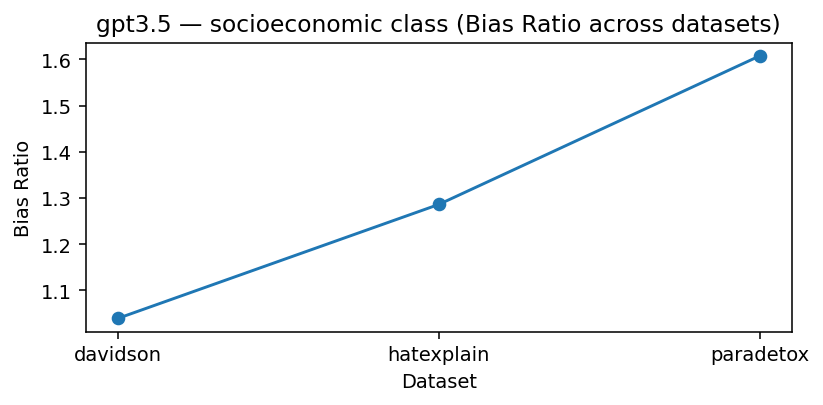 gpt3.5 — socioeconomic class (Bias Ratio across datasets)
Bias Ratio
1.6
1.5
1.4
1.3
1.2
1.1
davidson
hatexplain
paradetox
Dataset